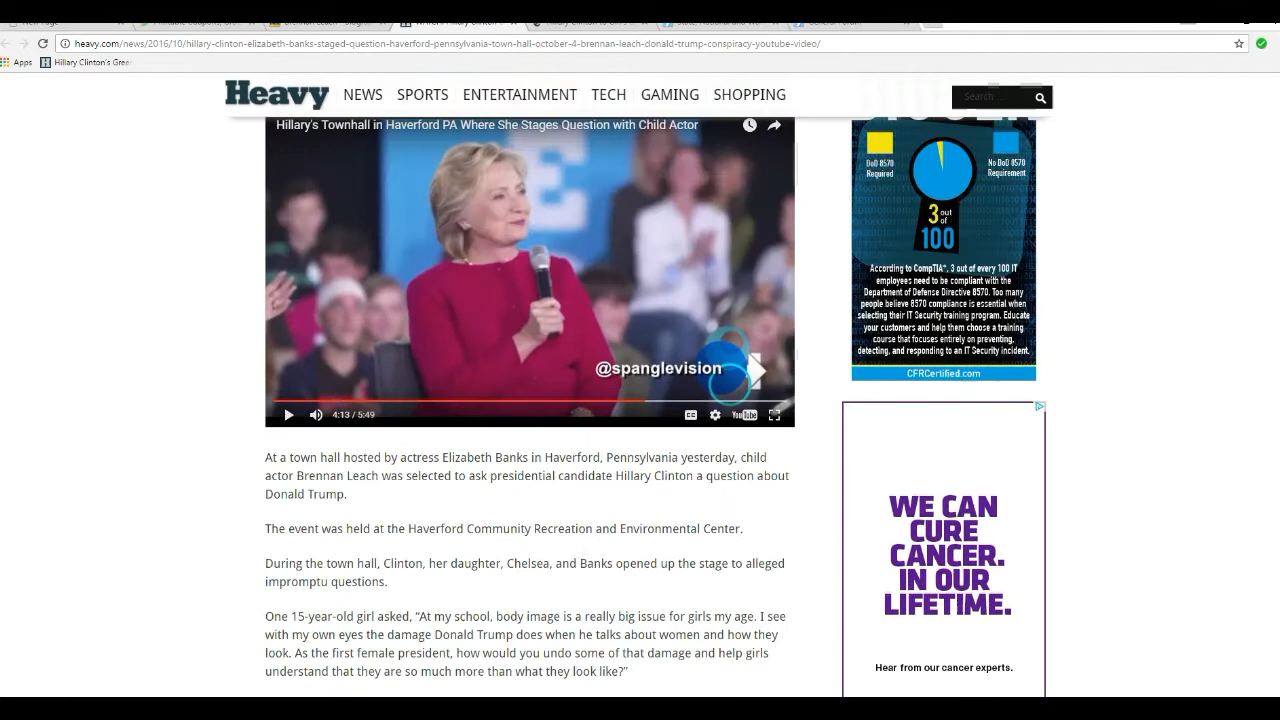 heavy.com/news/2016/10/hillary-clinton-elizabeth-banks-staged-question-haverford-pennsylvania-town-hall-october-4-brennan-leach-donald-trump-conspiracy-youtube-video/
Apps
Hillary Clinton's Gree
Heavy NEWS SPORTS ENTERTAINMENT TECH GAMING SHOPPING
Search ...
Hillary's Townhall in Haverford PA Where She Stages Question with Child Actor
@spanglevision
4:13 / 5:49
CC
YouTube
At a town hall hosted by actress Elizabeth Banks in Haverford, Pennsylvania yesterday, child
actor Brennan Leach was selected to ask presidential candidate Hillary Clinton a question about
Donald Trump.
The event was held at the Haverford Community Recreation and Environmental Center.
During the town hall, Clinton, her daughter, Chelsea, and Banks opened up the stage to alleged
impromptu questions.
One 15-year-old girl asked, “At my school, body image is a really big issue for girls my age. I see
with my own eyes the damage Donald Trump does when he talks about women and how they
look. As the first female president, how would you undo some of that damage and help girls
understand that they are so much more than what they look like?”
DoD 8570
Required
No DoD 8570
Requirement
3 out
of
100
According to CompTIA*, 3 out of every 100 IT
employees need to be compliant with the
Department of Defense Directive 8570. Too many
people believe 8570 compliance is essential when
selecting their IT Security training program. Educate
your customers and help them choose a training
course that focuses entirely on preventing,
detecting, and responding to an IT Security incident.
CFRCertified.com
WE CAN
CURE
CANCER.
IN OUR
LIFETIME.
Hear from our cancer experts.